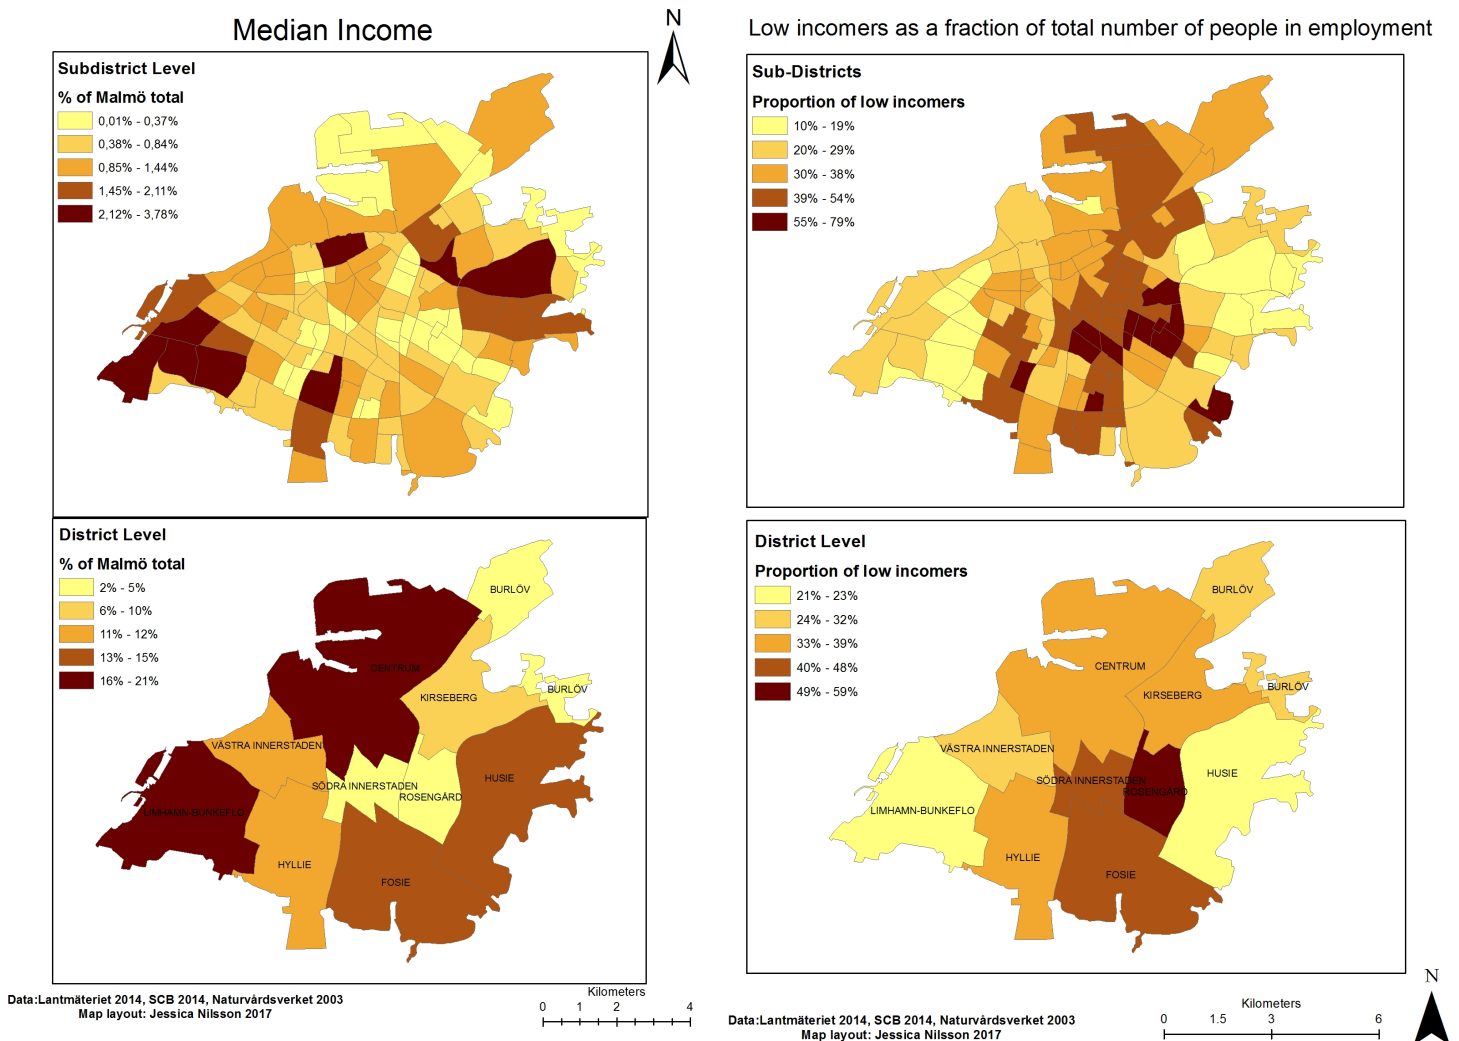 Median Income
N
Subdistrict Level
% of Malmö total
0,01% - 0,37%
0,38% - 0,84%
0,85% - 1,44%
1,45% - 2,11%
2,12% - 3,78%
District Level
% of Malmö total
2% - 5%
6% - 10%
11% - 12%
13% - 15%
16% - 21%
BURLÖV
CENTRUM
BURLÖV
KIRSEBERG
VÄSTRA INNERSTADEN
HUSIE
SÖDRA INNERSTADEN
ROSENGÅRD
LIMHAMN-BUNKEFLO
HYLLIE
FOSIE
Data:Lantmäteriet 2014, SCB 2014, Naturvårdsverket 2003
Map layout: Jessica Nilsson 2017
Kilometers
0 1 2 4
Low incomers as a fraction of total number of people in employment
Sub-Districts
Proportion of low incomers
10% - 19%
20% - 29%
30% - 38%
39% - 54%
55% - 79%
District Level
Proportion of low incomers
21% - 23%
24% - 32%
33% - 39%
40% - 48%
49% - 59%
BURLÖV
CENTRUM
BURLÖV
KIRSEBERG
VÄSTRA INNERSTADEN
HUSIE
SÖDRA INNERSTADEN
ROSENGÅRD
LIMHAMN-BUNKEFLO
HYLLIE
FOSIE
N
Kilometers
0 1.5 3 6
Data:Lantmäteriet 2014, SCB 2014, Naturvårdsverket 2003
Map layout: Jessica Nilsson 2017